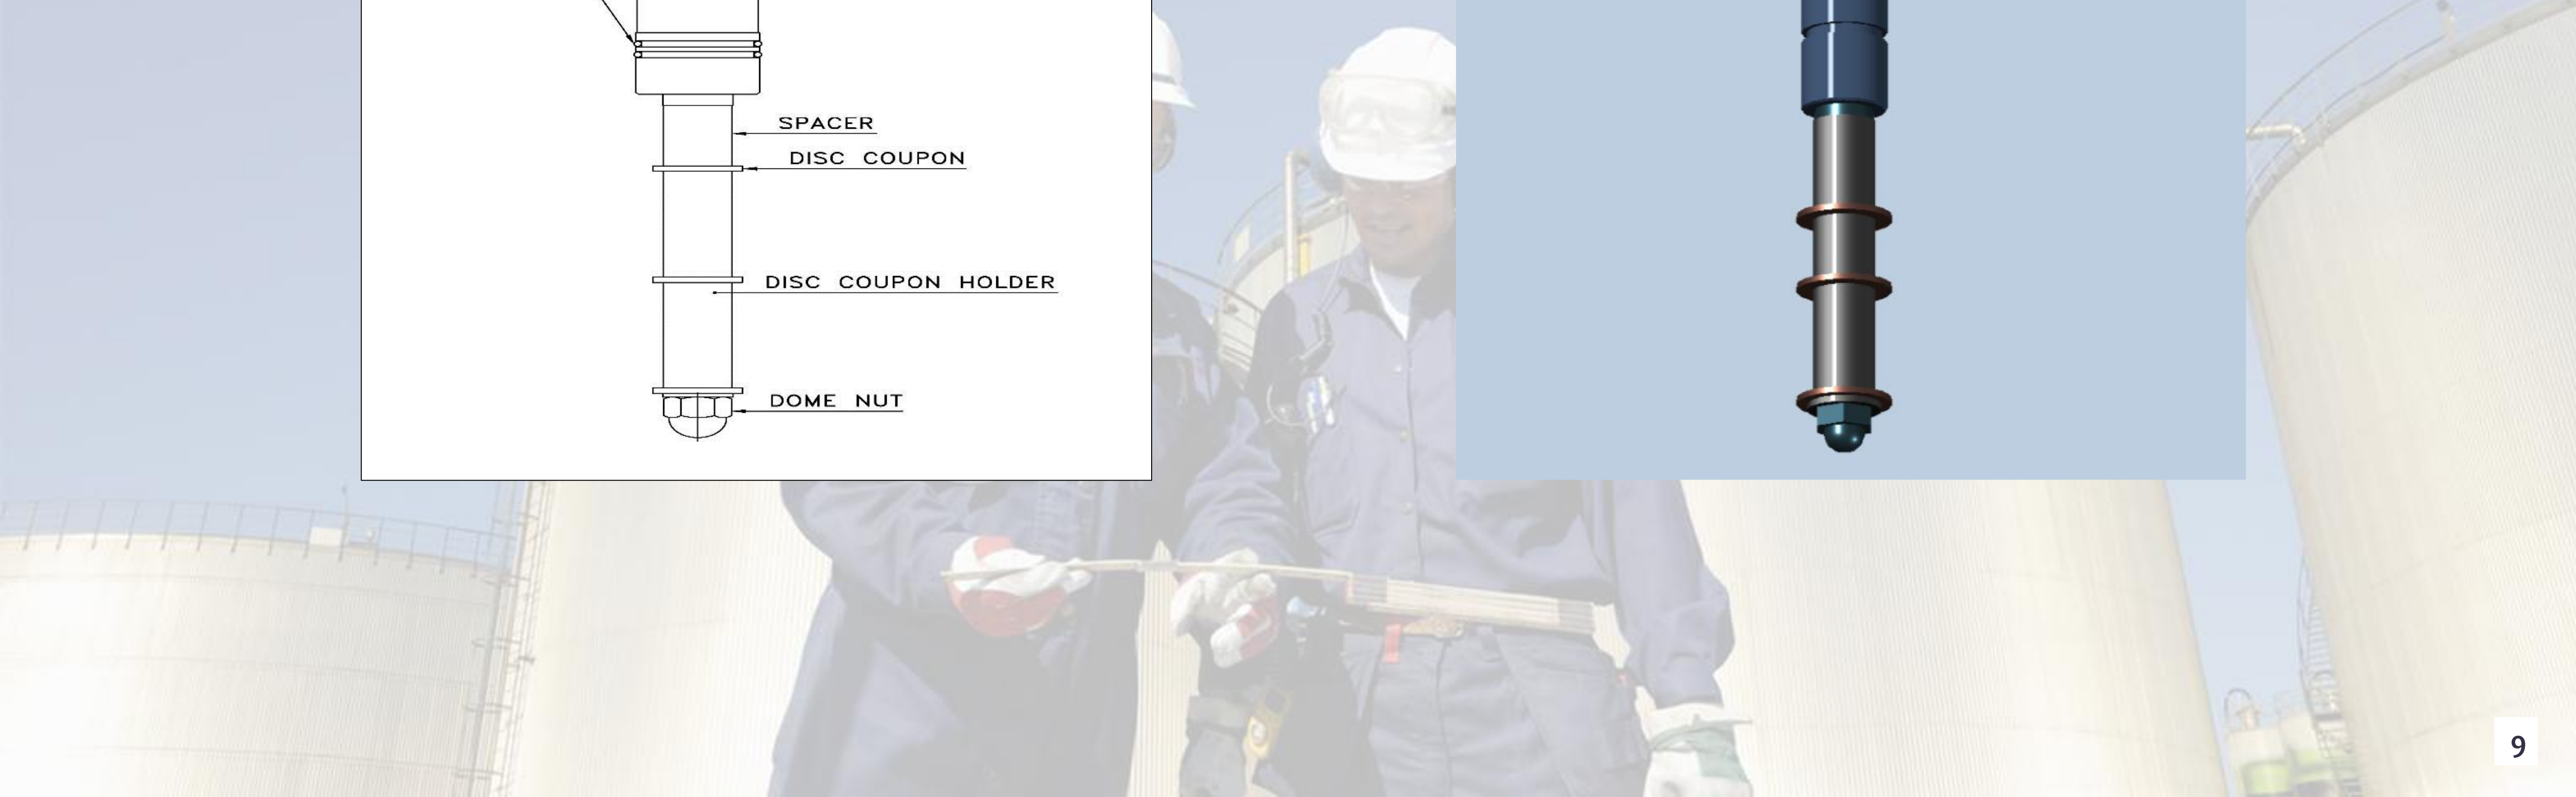 SPACER
DISC COUPON
DISC COUPON HOLDER
DOME NUT
9